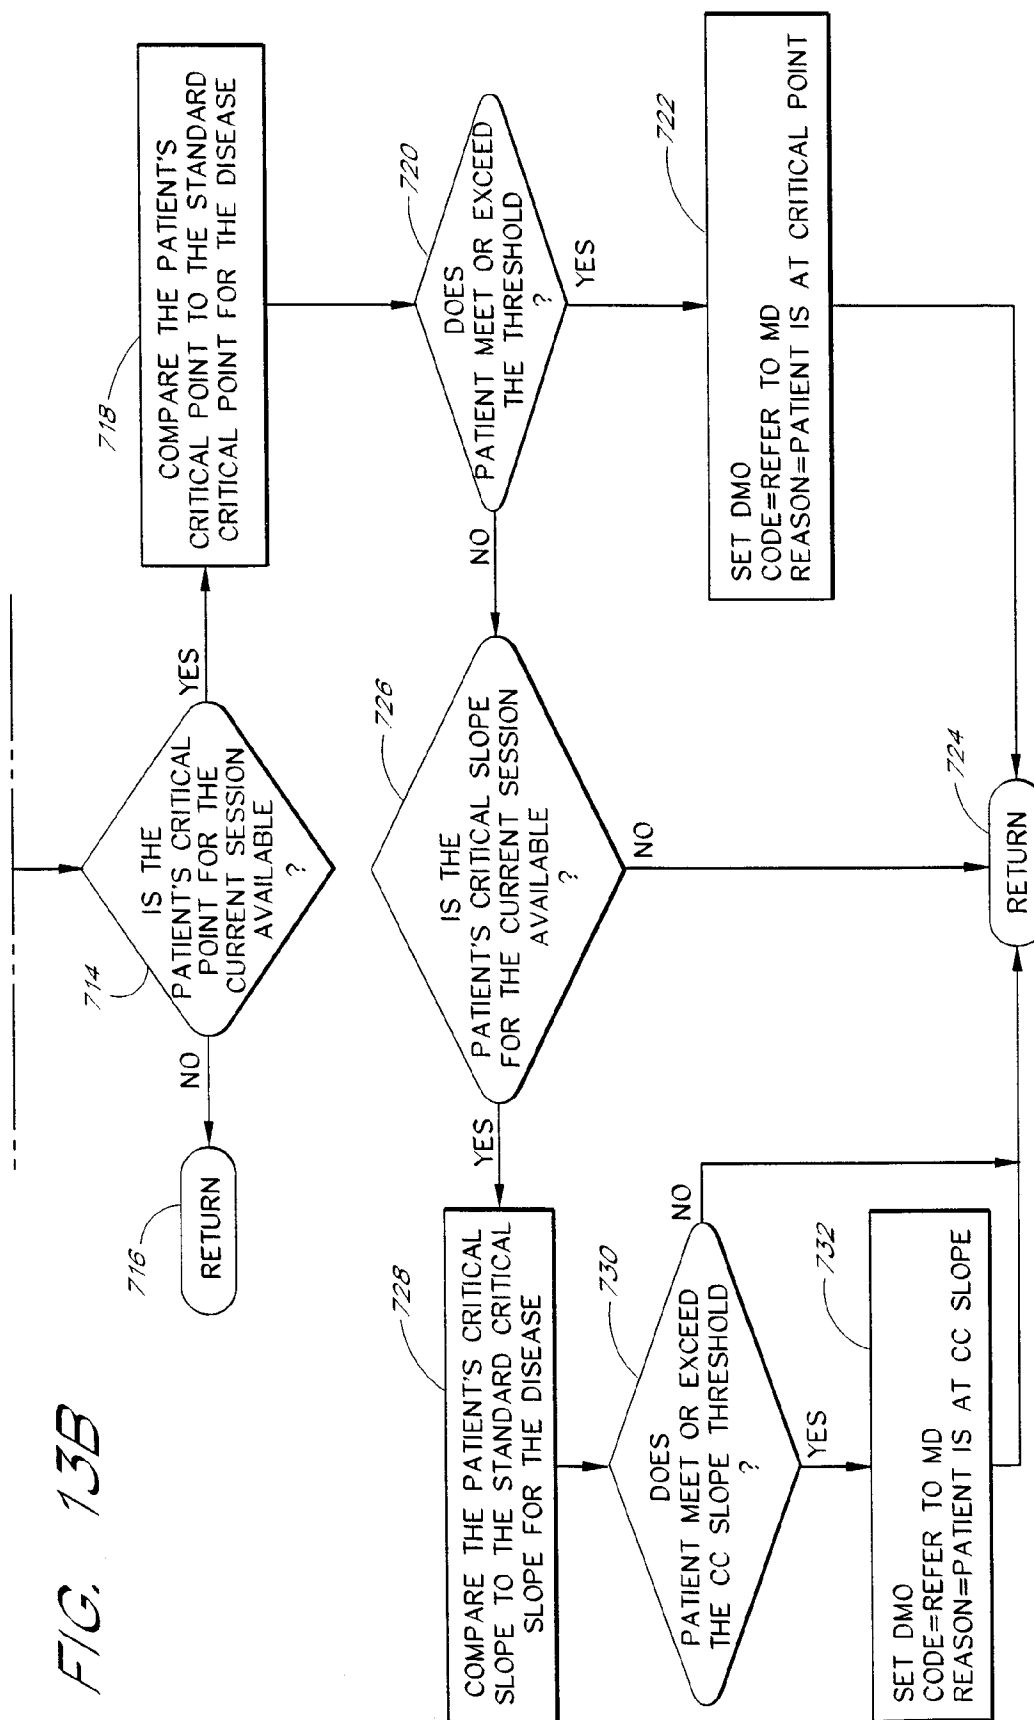 FIG. 13B
714
IS THE
PATIENT'S CRITICAL
POINT FOR THE
CURRENT SESSION
AVAILABLE
?
NO
716
RETURN
YES
718
COMPARE THE PATIENT'S
CRITICAL POINT TO THE STANDARD
CRITICAL POINT FOR THE DISEASE
720
DOES
PATIENT MEET OR EXCEED
THE THRESHOLD
?
YES
722
SET DMO
CODE=REFER TO MD
REASON=PATIENT IS AT CRITICAL POINT
NO
726
IS THE
PATIENT'S CRITICAL SLOPE
FOR THE CURRENT SESSION
AVAILABLE
?
NO
724
RETURN
YES
728
COMPARE THE PATIENT'S CRITICAL
SLOPE TO THE STANDARD CRITICAL
SLOPE FOR THE DISEASE
730
DOES
PATIENT MEET OR EXCEED
THE CC SLOPE THRESHOLD
?
NO
YES
732
SET DMO
CODE=REFER TO MD
REASON=PATIENT IS AT CC SLOPE